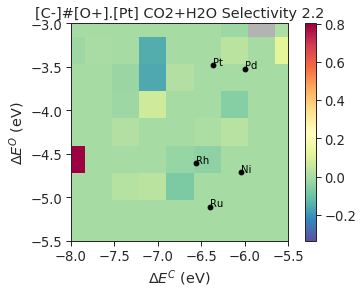 [C-]#[O+].[Pt] CO2+H2O Selectivity 2.2
−3.0
−3.5
−4.0
−4.5
−5.0
−5.5
ΔE^O (eV)
Pt
Pd
Rh
Ni
Ru
−8.0 −7.5 −7.0 −6.5 −6.0 −5.5
ΔE^C (eV)
0.8
0.6
0.4
0.2
0.0
−0.2